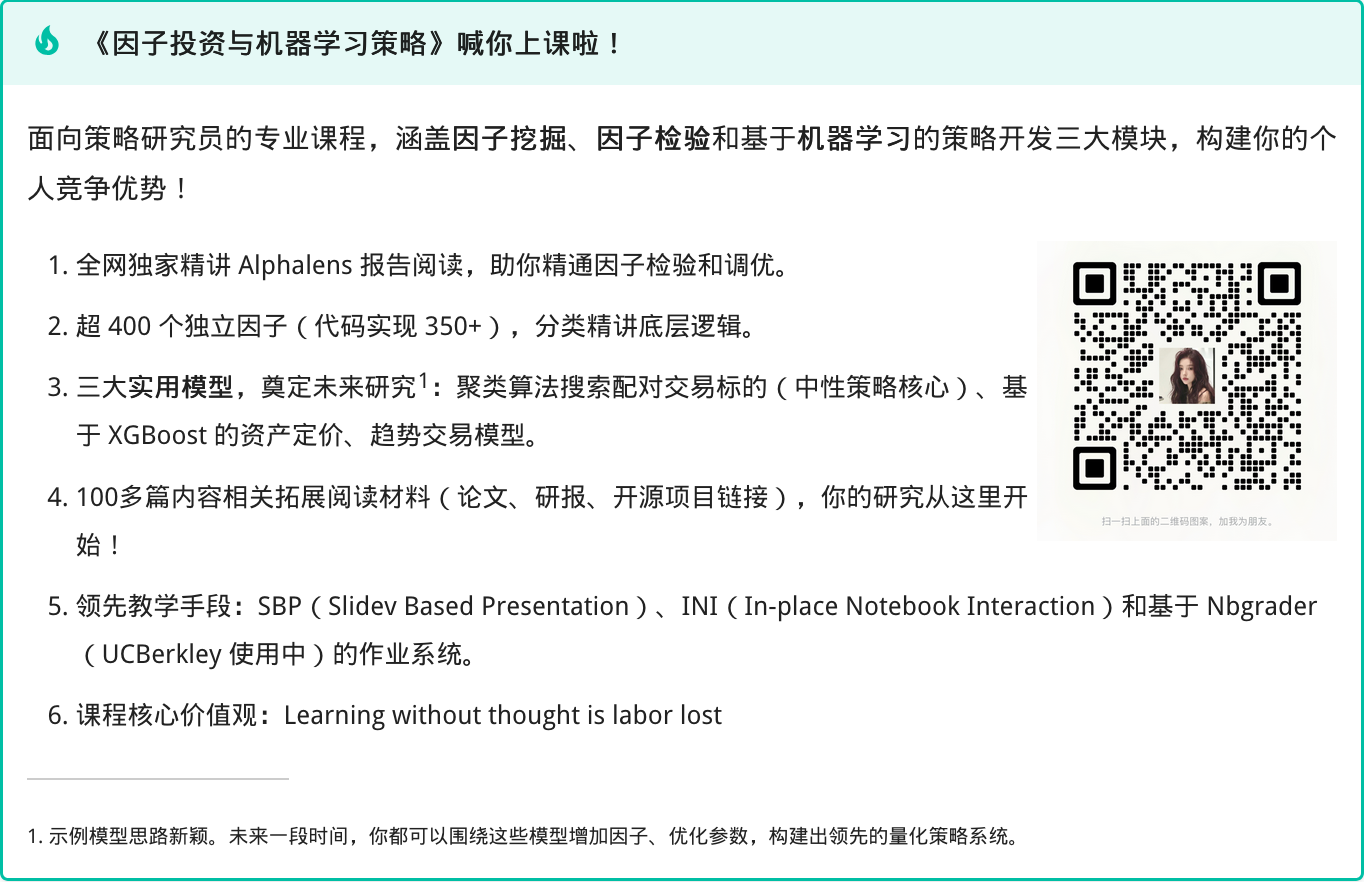 《因子投资与机器学习策略》喊你上课啦！
面向策略研究员的专业课程，涵盖因子挖掘、因子检验和基于机器学习的策略开发三大模块，构建你的个
人竞争优势！
1. 全网独家精讲 Alphalens 报告阅读，助你精通因子检验和调优。
2. 超 400 个独立因子（代码实现 350+），分类精讲底层逻辑。
3. 三大实用模型，奠定未来研究1：聚类算法搜索配对交易标的（中性策略核心）、基
于 XGBoost 的资产定价、趋势交易模型。
4. 100多篇内容相关拓展阅读材料（论文、研报、开源项目链接），你的研究从这里开
始！
扫一扫上面的二维码图案，加我为朋友。
5. 领先教学手段：SBP（Slidev Based Presentation）、INI（In-place Notebook Interaction）和基于 Nbgrader
（UCBerkley 使用中）的作业系统。
6. 课程核心价值观：Learning without thought is labor lost
1. 示例模型思路新颖。未来一段时间，你都可以围绕这些模型增加因子、优化参数，构建出领先的量化策略系统。